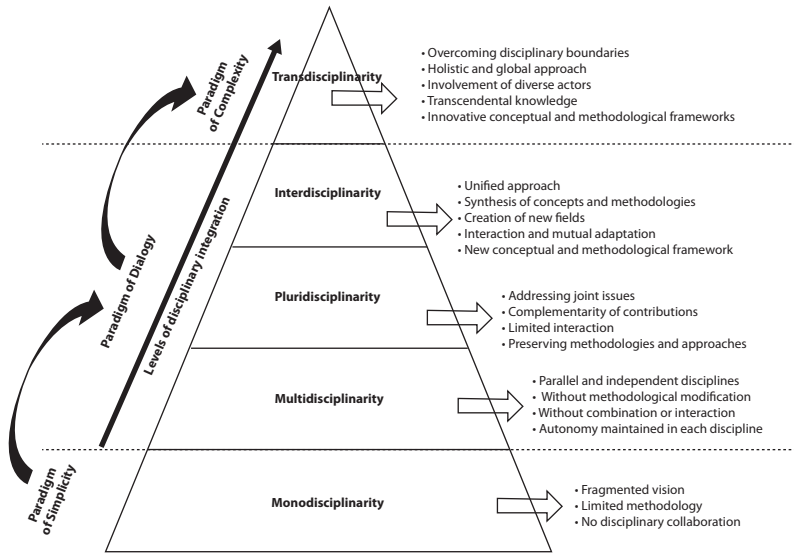 Paradigm
of Complexity
Paradigm of Dialogy
Paradigm
of Simplicity
Levels of disciplinary integration
Transdisciplinarity
• Overcoming disciplinary boundaries
• Holistic and global approach
• Involvement of diverse actors
• Transcendental knowledge
• Innovative conceptual and methodological frameworks
Interdisciplinarity
• Unified approach
• Synthesis of concepts and methodologies
• Creation of new fields
• Interaction and mutual adaptation
• New conceptual and methodological framework
Pluridisciplinarity
• Addressing joint issues
• Complementarity of contributions
• Limited interaction
• Preserving methodologies and approaches
Multidisciplinarity
• Parallel and independent disciplines
• Without methodological modification
• Without combination or interaction
• Autonomy maintained in each discipline
Monodisciplinarity
• Fragmented vision
• Limited methodology
• No disciplinary collaboration